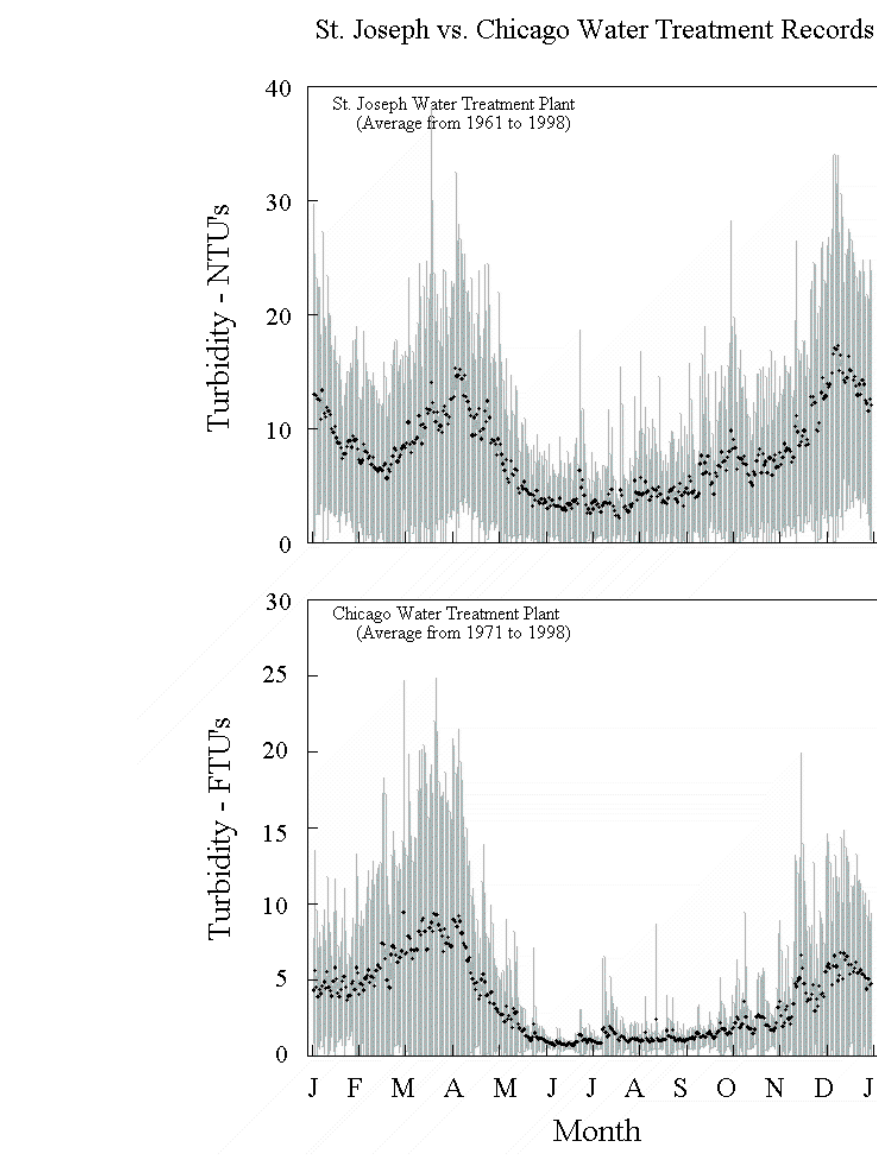 St. Joseph vs. Chicago Water Treatment Records
40
St. Joseph Water Treatment Plant
(Average from 1961 to 1998)
30
20
10
0
Turbidity - NTU's
30
Chicago Water Treatment Plant
(Average from 1971 to 1998)
25
20
15
10
5
0
Turbidity - FTU's
J F M A M J J A S O N D J
Month